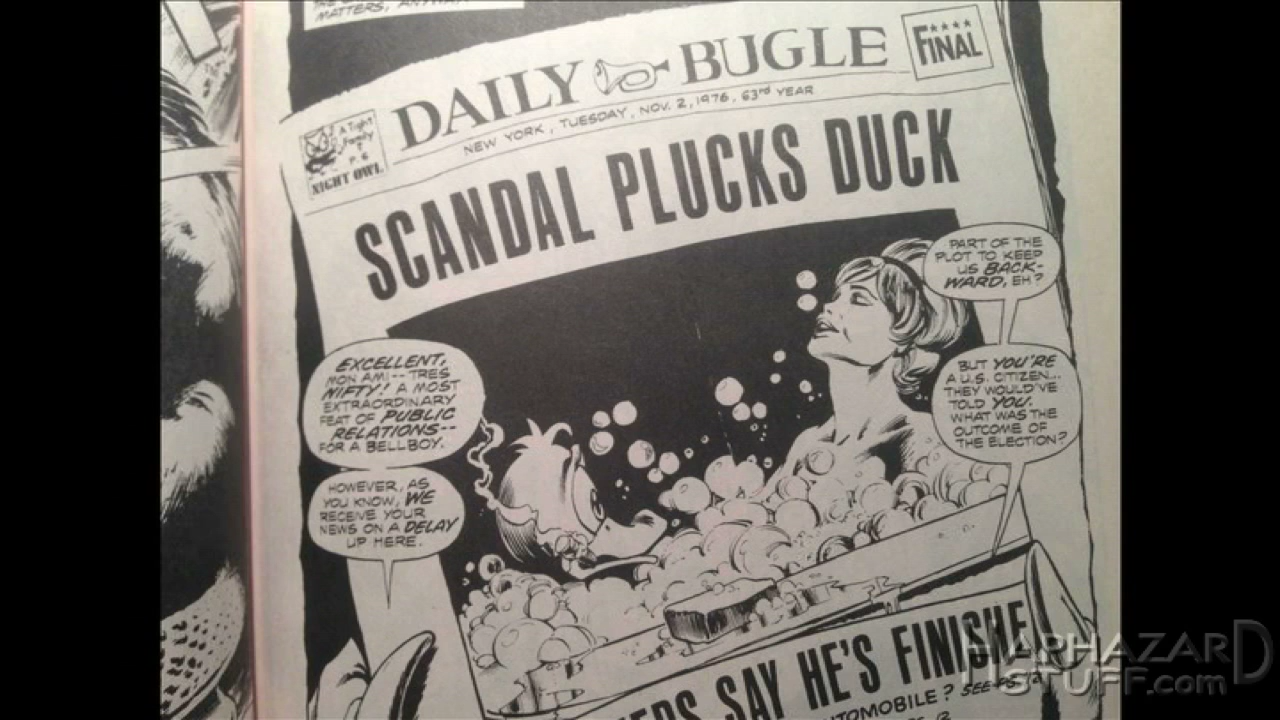 MATTERS, ANYWAY
DAILY BUGLE
★★★★
FINAL
NEW YORK, TUESDAY, NOV. 2, 1976, 63rd YEAR
A Tight
Family
?
P. 6
NIGHT OWL
SCANDAL PLUCKS DUCK
PART OF THE
PLOT TO KEEP
US BACK-
WARD, EH?
BUT YOU'RE
A U.S. CITIZEN...
THEY WOULD'VE
TOLD YOU.
WHAT WAS THE
OUTCOME OF
THE ELECTION?
EXCELLENT,
MON AMI-- TRES
NIFTY! A MOST
EXTRAORDINARY
FEAT OF PUBLIC
RELATIONS--
FOR A BELLBOY.
HOWEVER, AS
YOU KNOW, WE
RECEIVE YOUR
NEWS ON A DELAY
UP HERE.
SAY HE'S FINISHE
UTOMOBILE? SEE
HAPHAZARD
STUFF.com